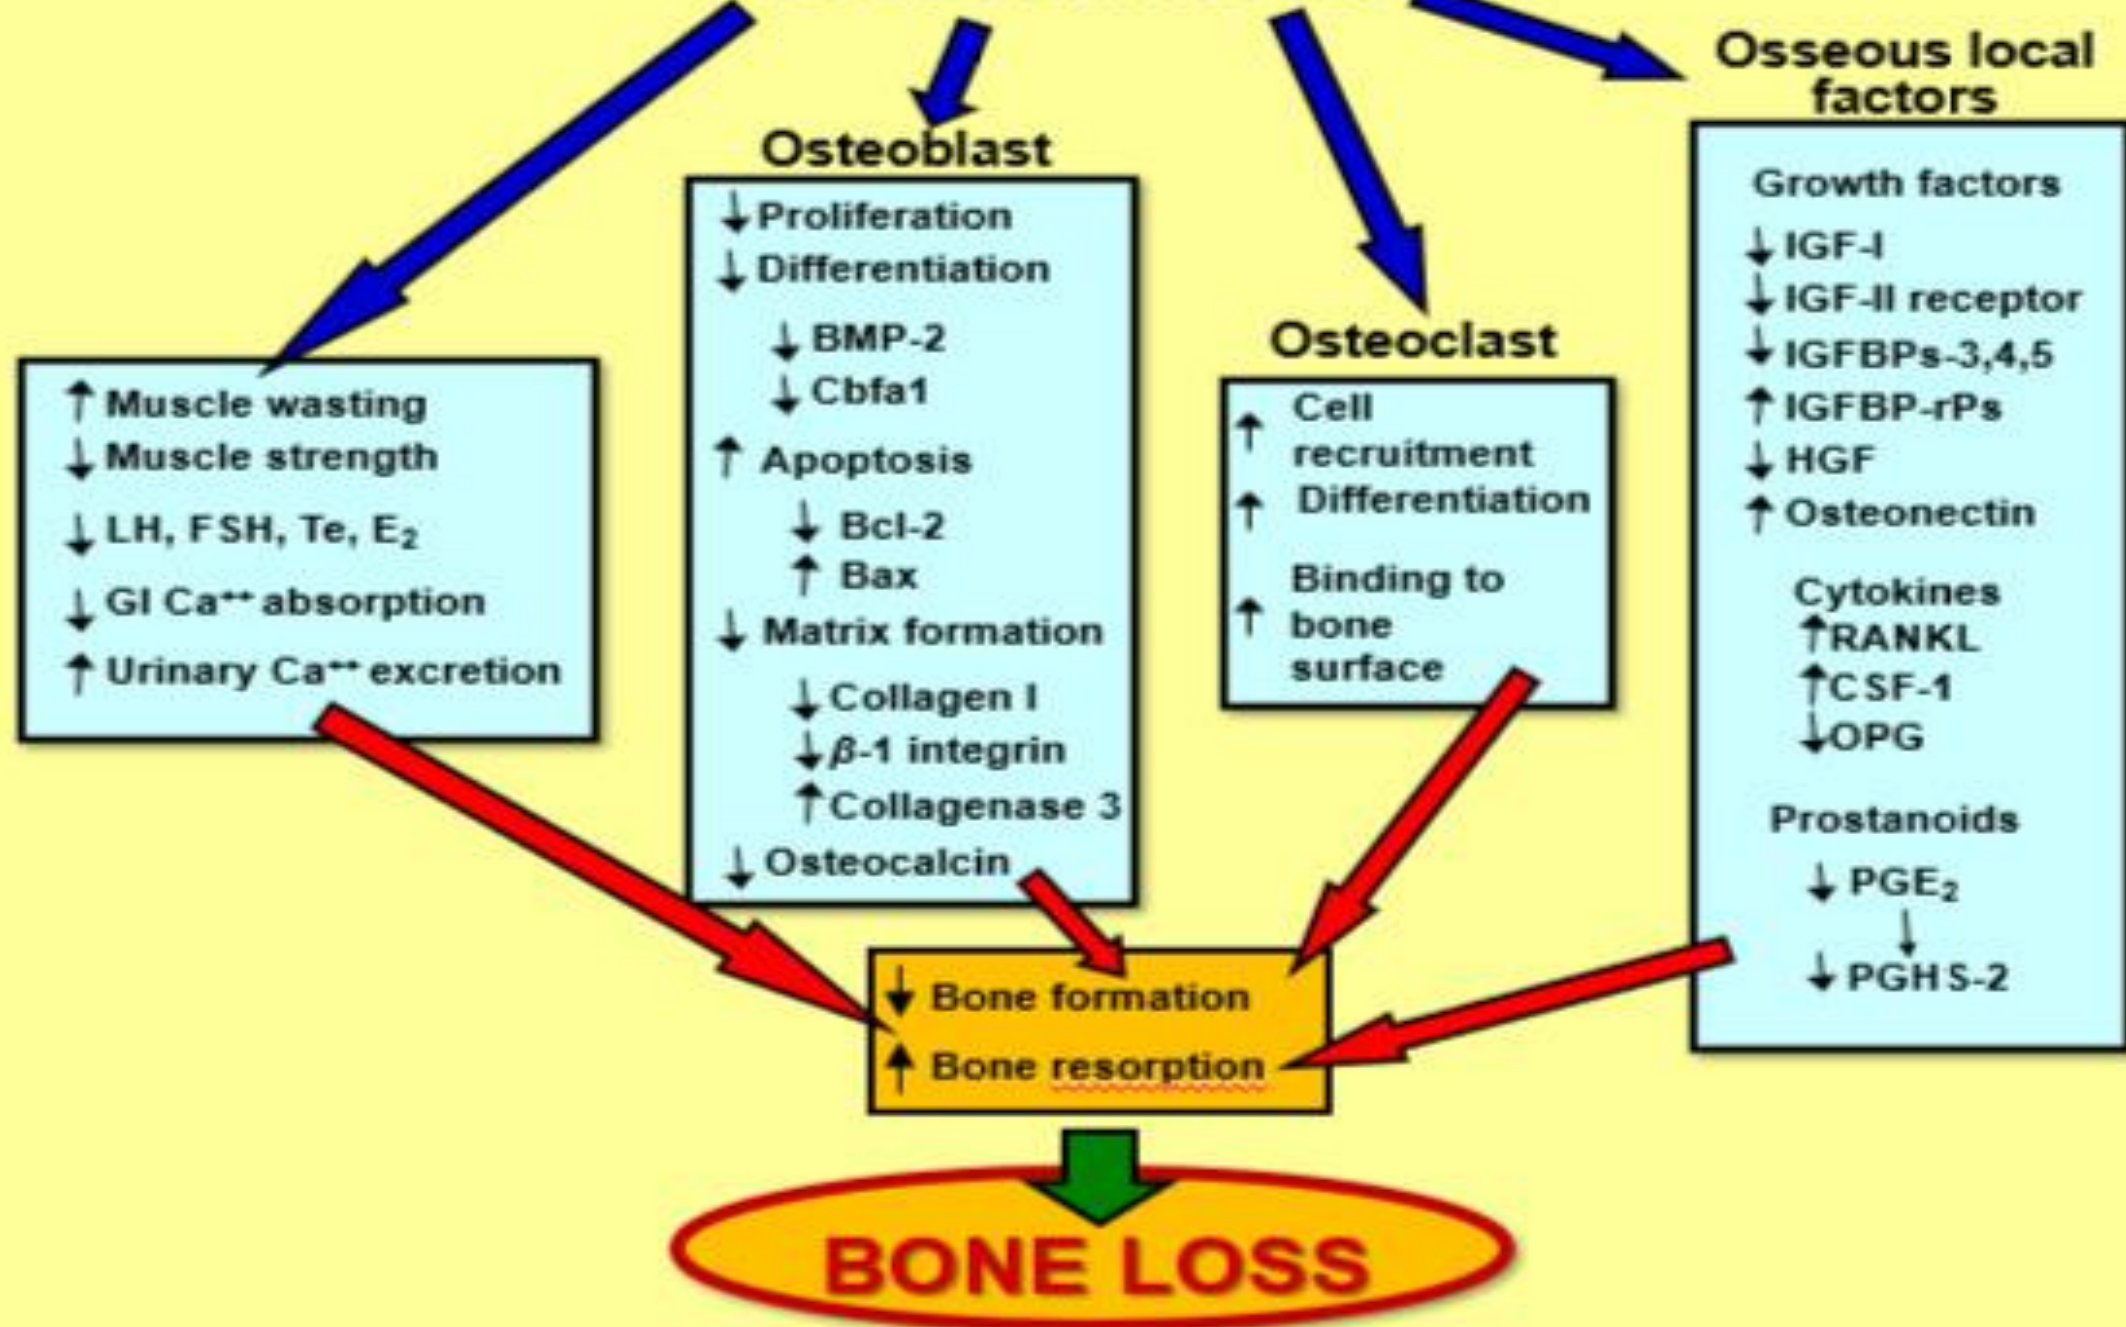 ↑ Muscle wasting
↓ Muscle strength
↓ LH, FSH, Te, E₂
↓ GI Ca⁺⁺ absorption
↑ Urinary Ca⁺⁺ excretion
Osteoblast
↓ Proliferation
↓ Differentiation
↓ BMP-2
↓ Cbfa1
↑ Apoptosis
↓ Bcl-2
↑ Bax
↓ Matrix formation
↓ Collagen I
↓ β-1 integrin
↑ Collagenase 3
↓ Osteocalcin
Osteoclast
↑ Cell
recruitment
↑ Differentiation
Binding to
↑ bone
surface
Osseous local
factors
Growth factors
↓ IGF-I
↓ IGF-II receptor
↓ IGFBPs-3,4,5
↑ IGFBP-rPs
↓ HGF
↑ Osteonectin
Cytokines
↑ RANKL
↑ CSF-1
↓ OPG
Prostanoids
↓ PGE₂
↓
↓ PGHS-2
↓ Bone formation
↑ Bone resorption
BONE LOSS